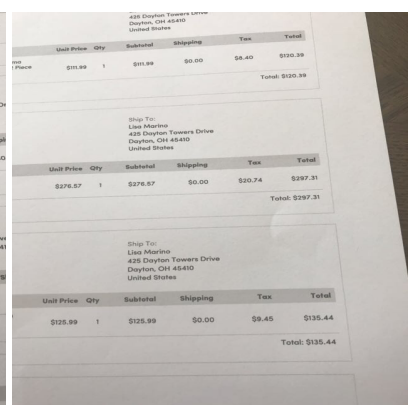 425 Dayton Towers Drive
Dayton, OH 45410
United States
Unit Price Qty Subtotal Shipping Tax Total
Piece $111.99 1 $111.99 $0.00 $8.40 $120.39
Total: $120.39
Ship To:
Lisa Marino
425 Dayton Towers Drive
Dayton, OH 45410
United States
Unit Price Qty Subtotal Shipping Tax Total
$276.57 1 $276.57 $0.00 $20.74 $297.31
Total: $297.31
Ship To:
Lisa Marino
425 Dayton Towers Drive
Dayton, OH 45410
United States
Unit Price Qty Subtotal Shipping Tax Total
$125.99 1 $125.99 $0.00 $9.45 $135.44
Total: $135.44